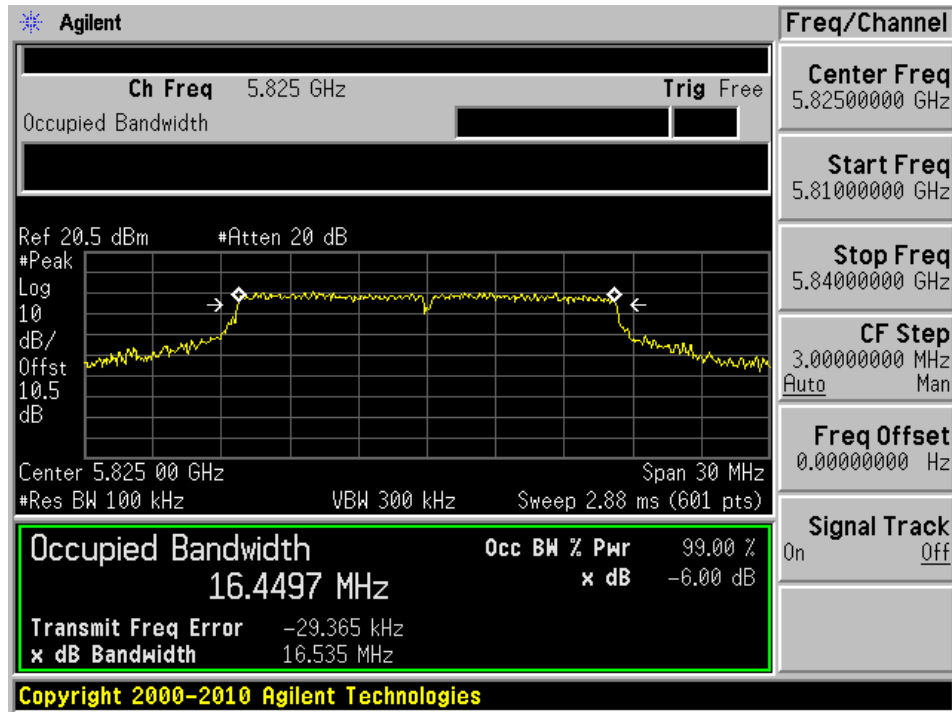 Agilent
Freq/Channel
Ch Freq 5.825 GHz Trig Free
Occupied Bandwidth
Center Freq
5.82500000 GHz
Start Freq
5.81000000 GHz
Stop Freq
5.84000000 GHz
CF Step
3.00000000 MHz
Auto Man
Freq Offset
0.00000000 Hz
Signal Track
On Off
Ref 20.5 dBm #Atten 20 dB
#Peak
Log
10
dB/
Offst
10.5
dB
Center 5.825 00 GHz Span 30 MHz
#Res BW 100 kHz VBW 300 kHz Sweep 2.88 ms (601 pts)
Occupied Bandwidth Occ BW % Pwr 99.00 %
16.4497 MHz x dB -6.00 dB
Transmit Freq Error -29.365 kHz
x dB Bandwidth 16.535 MHz
Copyright 2000-2010 Agilent Technologies